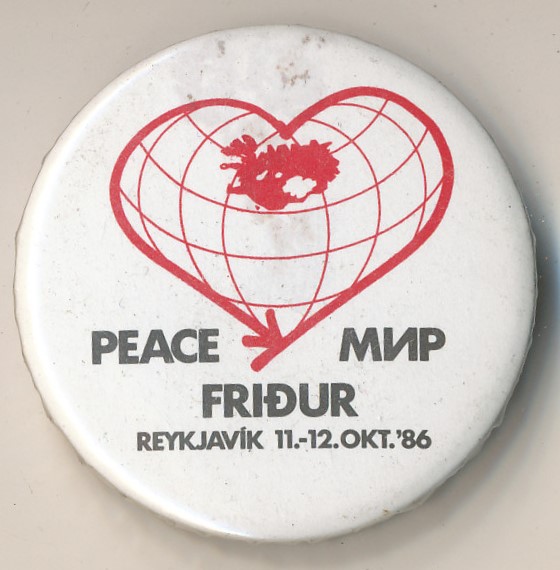 PEACE МИР
FRIÐUR
REYKJAVÍK 11.-12.OKT.'86